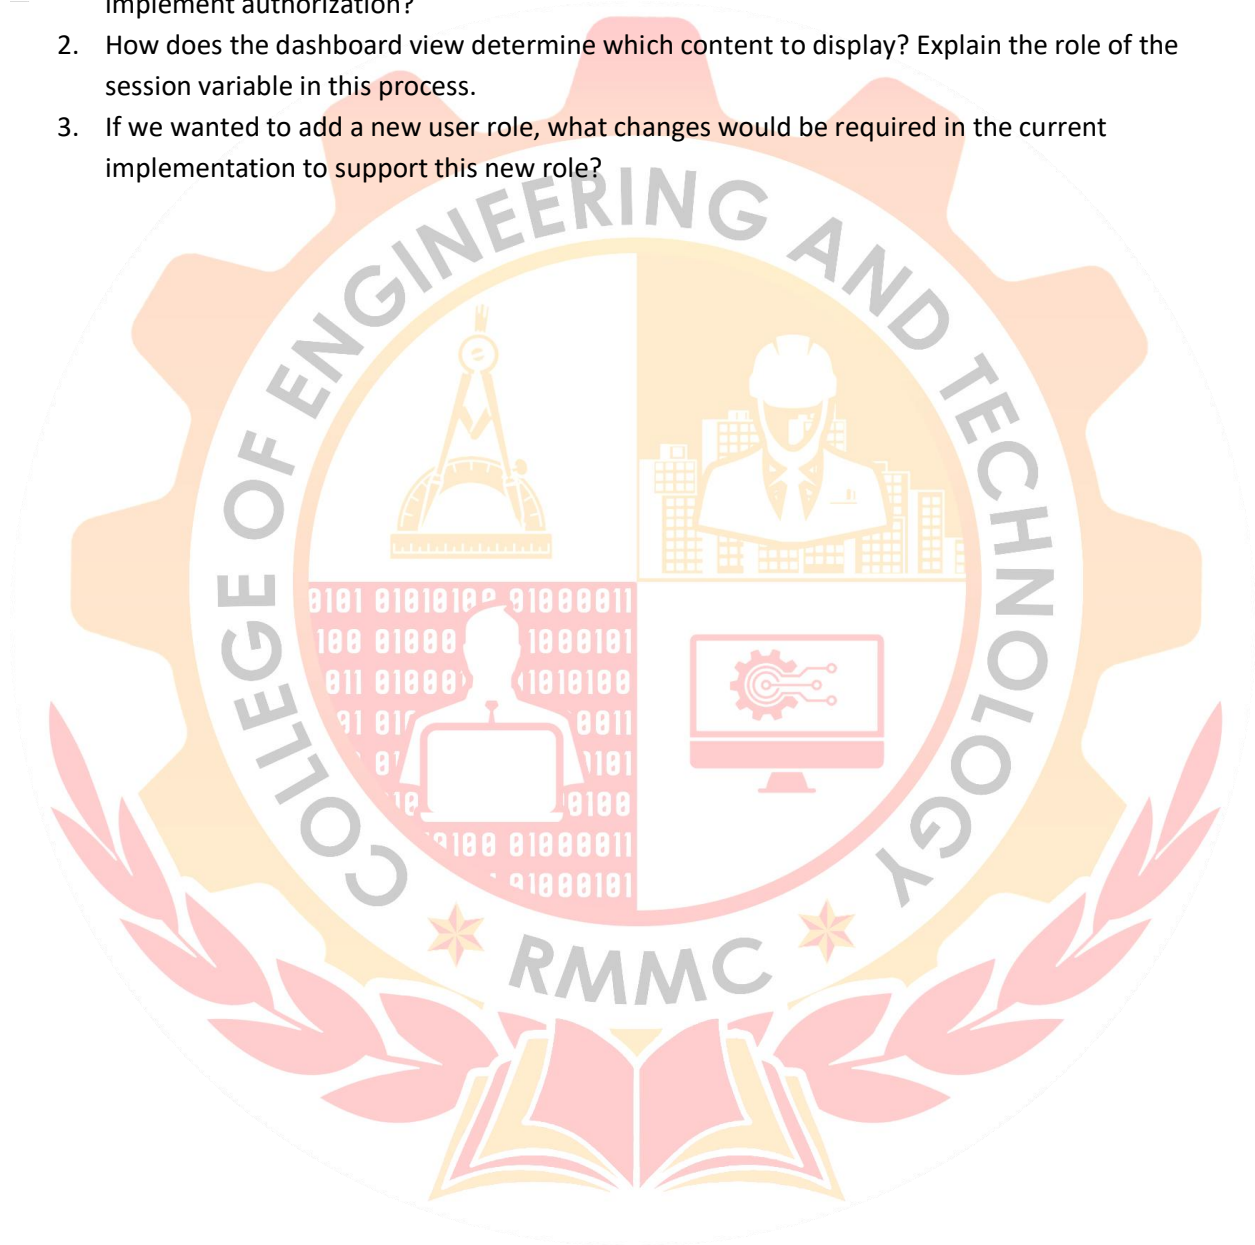 implement authorization?
2. How does the dashboard view determine which content to display? Explain the role of the
session variable in this process.
3. If we wanted to add a new user role, what changes would be required in the current
implementation to support this new role?
COLLEGE OF ENGINEERING AND TECHNOLOGY
RMMC